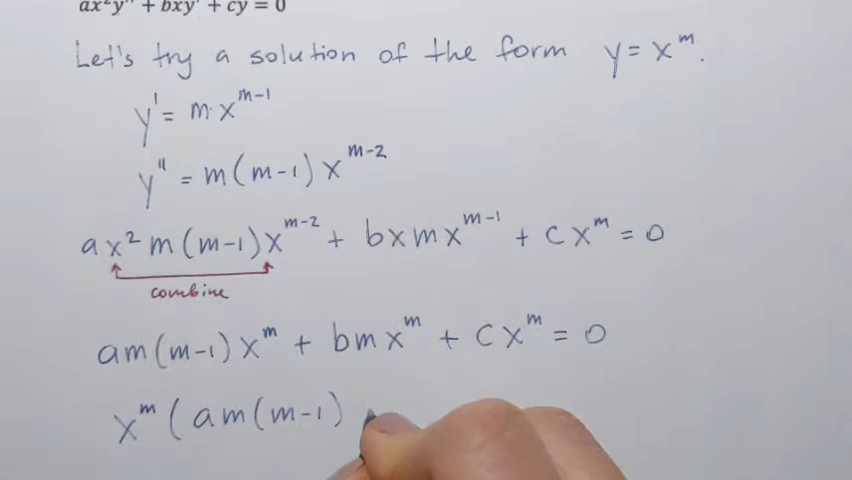 ax²y'' + bxy' + cy = 0
Let's try a solution of the form y = x^m.
y' = m·x^(m-1)
y'' = m(m-1) x^(m-2)
ax² m(m-1)x^(m-2) + bxmx^(m-1) + cx^m = 0
combine
am(m-1)x^m + bmx^m + cx^m = 0
x^m (am(m-1)